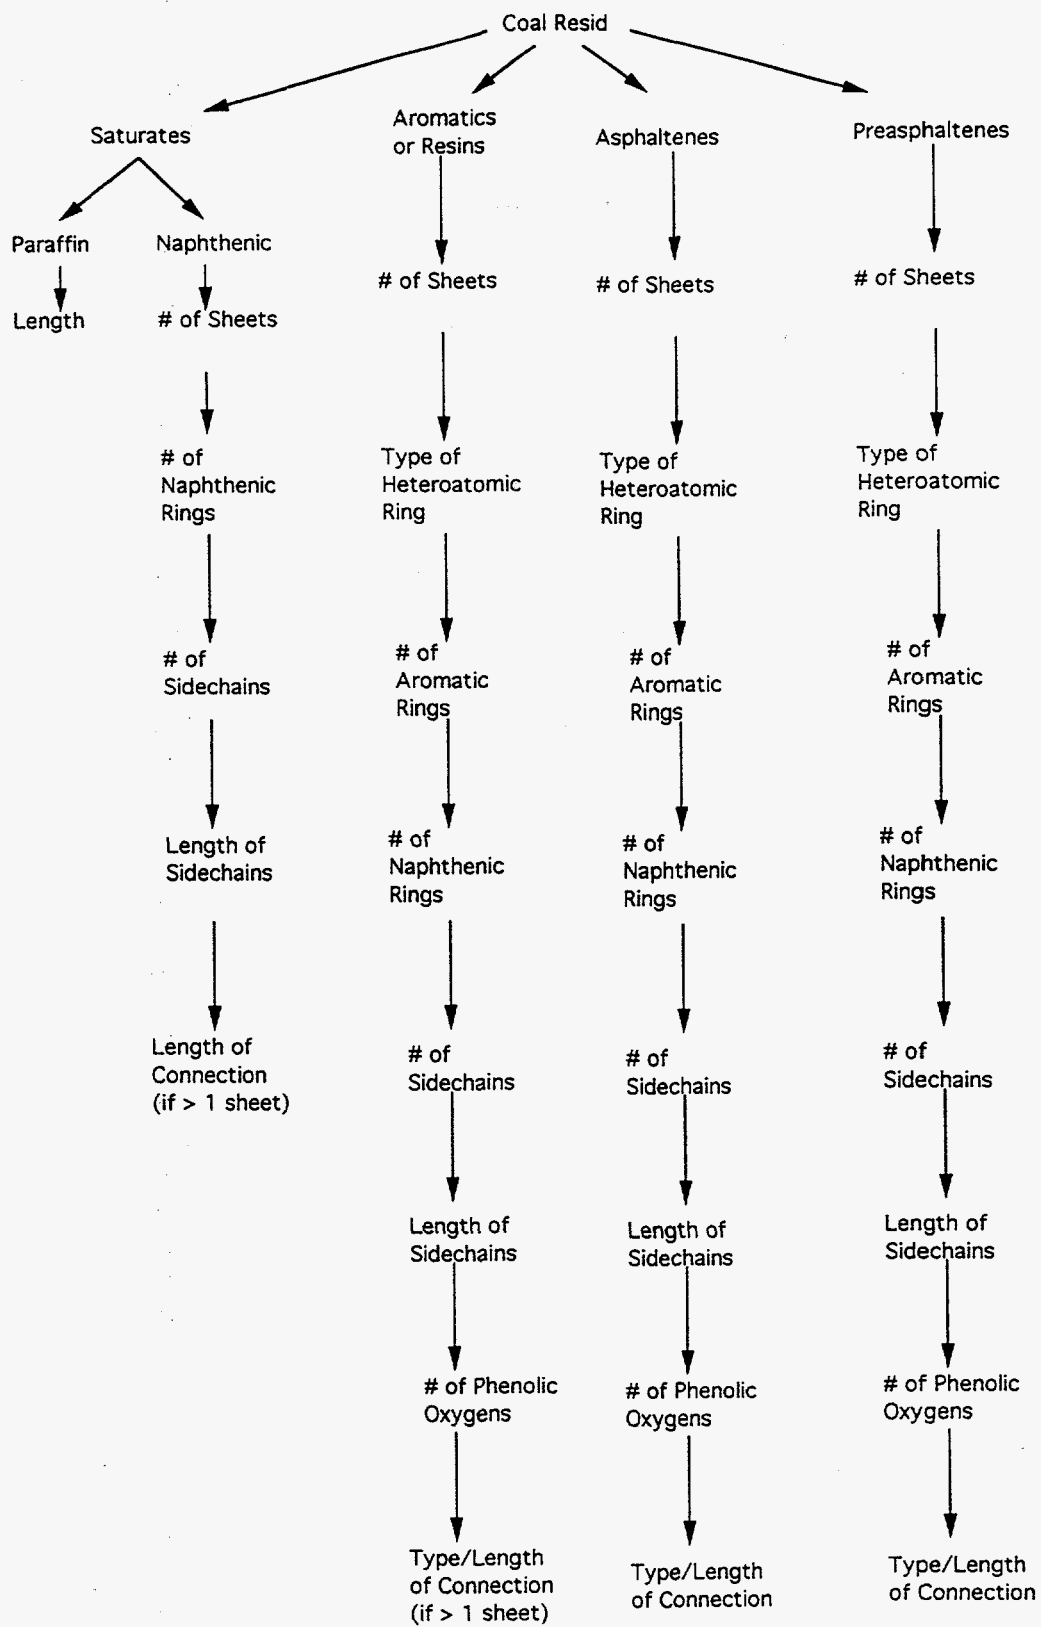 Coal Resid
Saturates
Aromatics
or Resins
Asphaltenes
Preasphaltenes
Paraffin
Naphthenic
Length
# of Sheets
# of
Naphthenic
Rings
# of
Sidechains
Length of
Sidechains
Length of
Connection
(if > 1 sheet)
# of Sheets
Type of
Heteroatomic
Ring
# of
Aromatic
Rings
# of
Naphthenic
Rings
# of
Sidechains
Length of
Sidechains
# of Phenolic
Oxygens
Type/Length
of Connection
(if > 1 sheet)
# of Sheets
Type of
Heteroatomic
Ring
# of
Aromatic
Rings
# of
Naphthenic
Rings
# of
Sidechains
Length of
Sidechains
# of Phenolic
Oxygens
Type/Length
of Connection
# of Sheets
Type of
Heteroatomic
Ring
# of
Aromatic
Rings
# of
Naphthenic
Rings
# of
Sidechains
Length of
Sidechains
# of Phenolic
Oxygens
Type/Length
of Connection